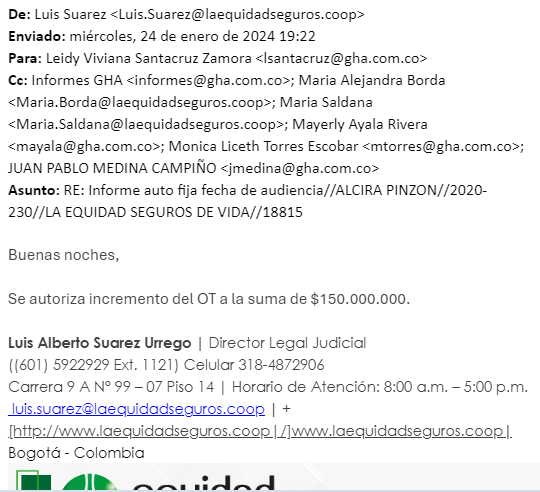 De: Luis Suarez <Luis.Suarez@laequidadseguros.coop>
Enviado: miércoles, 24 de enero de 2024 19:22
Para: Leidy Viviana Santacruz Zamora <lsantacruz@gha.com.co>
Cc: Informes GHA <informes@gha.com.co>; Maria Alejandra Borda
<Maria.Borda@laequidadseguros.coop>; Maria Saldana
<Maria.Saldana@laequidadseguros.coop>; Mayerly Ayala Rivera
<mayala@gha.com.co>; Monica Liceth Torres Escobar <mtorres@gha.com.co>;
JUAN PABLO MEDINA CAMPIÑO <jmedina@gha.com.co>
Asunto: RE: Informe auto fija fecha de audiencia//ALCIRA PINZON//2020-
230//LA EQUIDAD SEGUROS DE VIDA//18815
Buenas noches,
Se autoriza incremento del OT a la suma de $150.000.000.
Luis Alberto Suarez Urrego | Director Legal Judicial
((601) 5922929 Ext. 1121) Celular 318-4872906
Carrera 9 A Nº 99 – 07 Piso 14 | Horario de Atención: 8:00 a.m. – 5:00 p.m.
luis.suarez@laequidadseguros.coop | +
[http://www.laequidadseguros.coop|/]www.laequidadseguros.coop|
Bogotá - Colombia
equidad